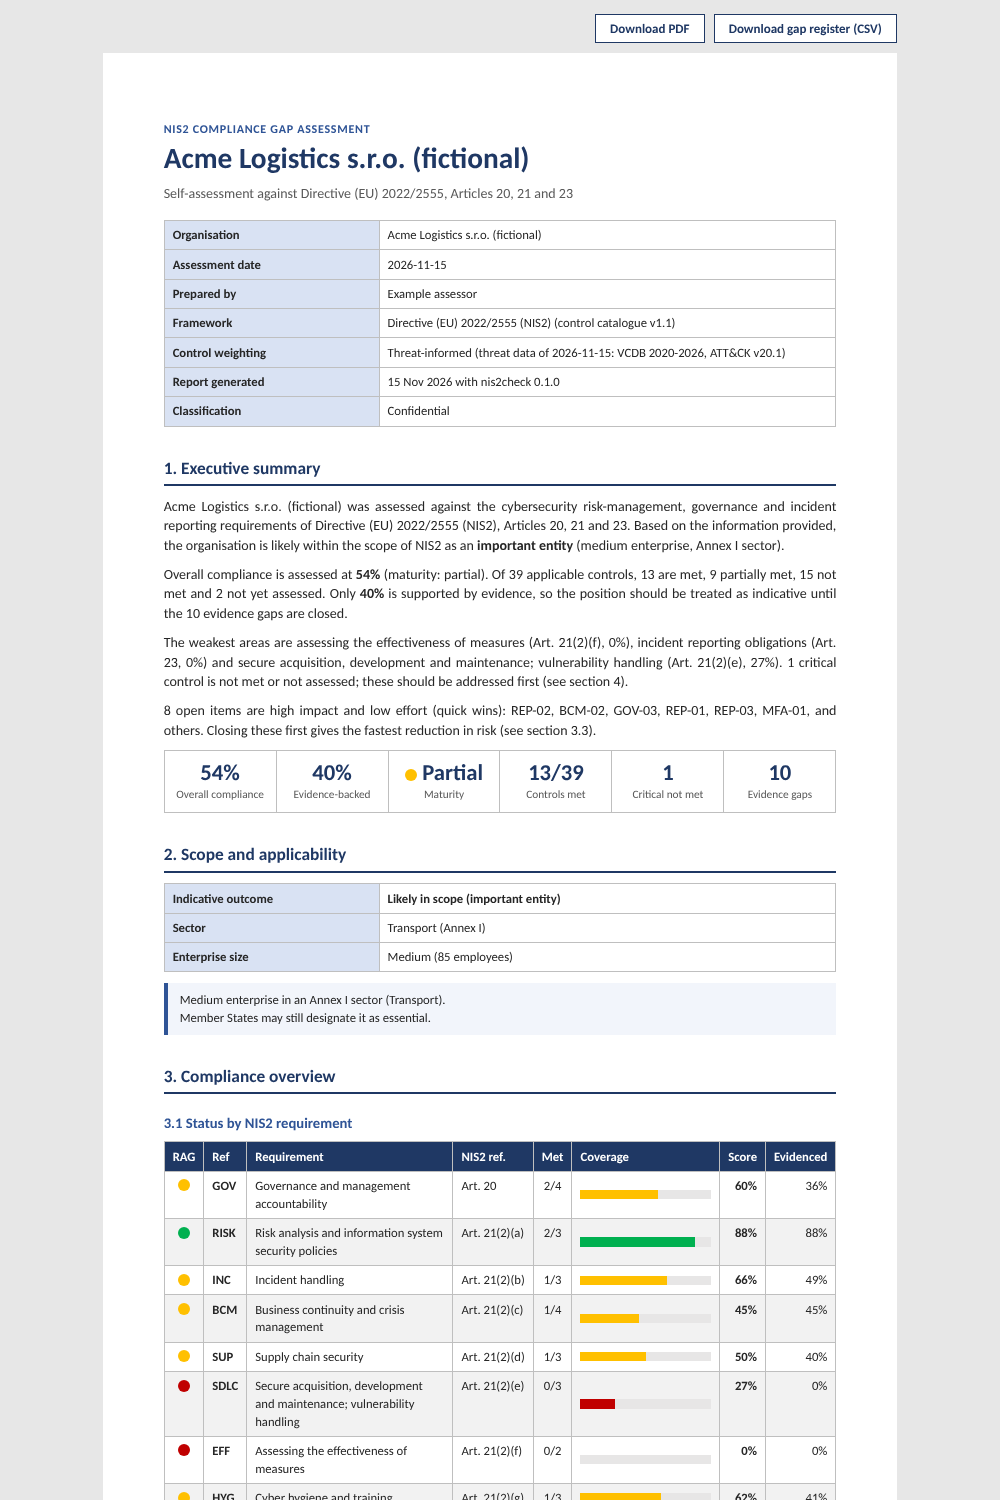 Download PDF
Download gap register (CSV)
NIS2 COMPLIANCE GAP ASSESSMENT
Acme Logistics s.r.o. (fictional)
Self-assessment against Directive (EU) 2022/2555, Articles 20, 21 and 23
Organisation Acme Logistics s.r.o. (fictional)
Assessment date 2026-11-15
Prepared by Example assessor
Framework Directive (EU) 2022/2555 (NIS2) (control catalogue v1.1)
Control weighting Threat-informed (threat data of 2026-11-15: VCDB 2020-2026, ATT&CK v20.1)
Report generated 15 Nov 2026 with nis2check 0.1.0
Classification Confidential
1. Executive summary
Acme Logistics s.r.o. (fictional) was assessed against the cybersecurity risk-management, governance and incident
reporting requirements of Directive (EU) 2022/2555 (NIS2), Articles 20, 21 and 23. Based on the information provided,
the organisation is likely within the scope of NIS2 as an important entity (medium enterprise, Annex I sector).
Overall compliance is assessed at 54% (maturity: partial). Of 39 applicable controls, 13 are met, 9 partially met, 15 not
met and 2 not yet assessed. Only 40% is supported by evidence, so the position should be treated as indicative until
the 10 evidence gaps are closed.
The weakest areas are assessing the effectiveness of measures (Art. 21(2)(f), 0%), incident reporting obligations (Art.
23, 0%) and secure acquisition, development and maintenance; vulnerability handling (Art. 21(2)(e), 27%). 1 critical
control is not met or not assessed; these should be addressed first (see section 4).
8 open items are high impact and low effort (quick wins): REP-02, BCM-02, GOV-03, REP-01, REP-03, MFA-01, and
others. Closing these first gives the fastest reduction in risk (see section 3.3).
54% 40% Partial 13/39 1 10
Overall compliance Evidence-backed Maturity Controls met Critical not met Evidence gaps
2. Scope and applicability
Indicative outcome Likely in scope (important entity)
Sector Transport (Annex I)
Enterprise size Medium (85 employees)
Medium enterprise in an Annex I sector (Transport).
Member States may still designate it as essential.
3. Compliance overview
3.1 Status by NIS2 requirement
RAG Ref Requirement NIS2 ref. Met Coverage Score Evidenced
GOV Governance and management Art. 20 2/4 60% 36%
accountability
RISK Risk analysis and information system Art. 21(2)(a) 2/3 88% 88%
security policies
INC Incident handling Art. 21(2)(b) 1/3 66% 49%
BCM Business continuity and crisis Art. 21(2)(c) 1/4 45% 45%
management
SUP Supply chain security Art. 21(2)(d) 1/3 50% 40%
SDLC Secure acquisition, development Art. 21(2)(e) 0/3 27% 0%
and maintenance; vulnerability
handling
EFF Assessing the effectiveness of Art. 21(2)(f) 0/2 0% 0%
measures
HYG Cyber hygiene and training Art. 21(2)(g) 1/3 62% 41%